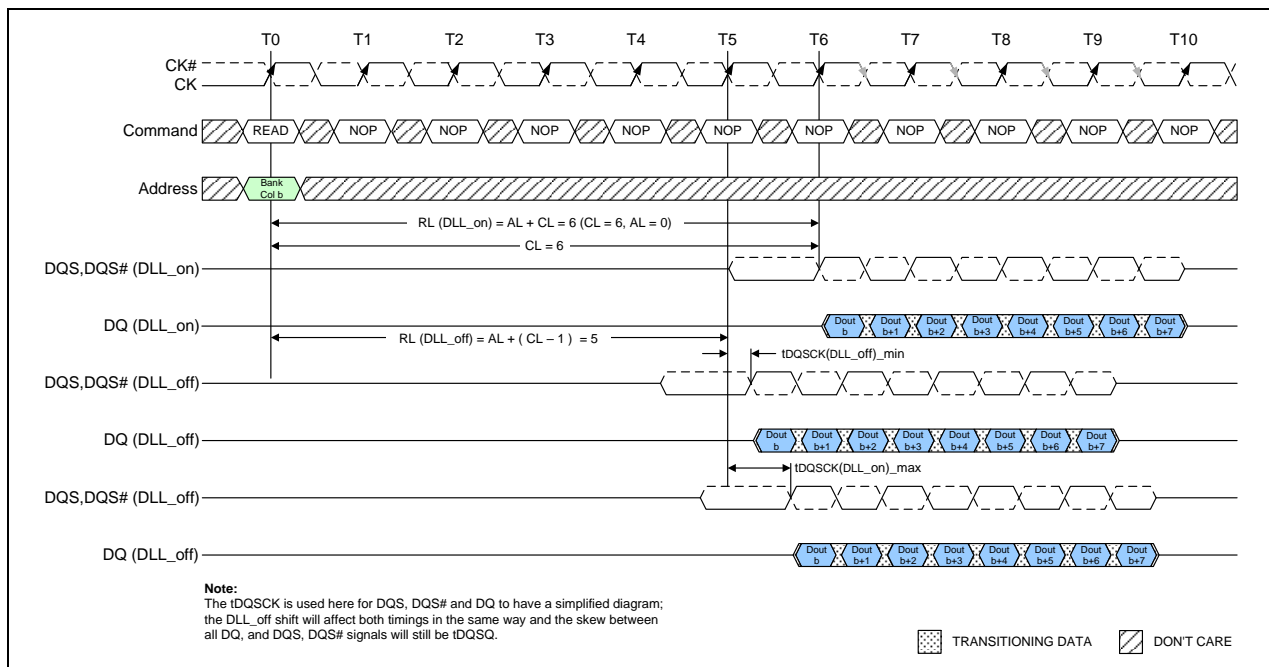 T0 T1 T2 T3 T4 T5 T6 T7 T8 T9 T10
CK#
CK
Command READ NOP NOP NOP NOP NOP NOP NOP NOP NOP NOP
Address Bank
Col b
RL (DLL_on) = AL + CL = 6 (CL = 6, AL = 0)
CL = 6
DQS,DQS# (DLL_on)
DQ (DLL_on) Dout b Dout b+1 Dout b+2 Dout b+3 Dout b+4 Dout b+5 Dout b+6 Dout b+7
RL (DLL_off) = AL + ( CL – 1 ) = 5
tDQSCK(DLL_off)_min
DQS,DQS# (DLL_off)
DQ (DLL_off) Dout b Dout b+1 Dout b+2 Dout b+3 Dout b+4 Dout b+5 Dout b+6 Dout b+7
tDQSCK(DLL_on)_max
DQS,DQS# (DLL_off)
DQ (DLL_off) Dout b Dout b+1 Dout b+2 Dout b+3 Dout b+4 Dout b+5 Dout b+6 Dout b+7
Note:
The tDQSCK is used here for DQS, DQS# and DQ to have a simplified diagram;
the DLL_off shift will affect both timings in the same way and the skew between
all DQ, and DQS, DQS# signals will still be tDQSQ.
TRANSITIONING DATA DON'T CARE